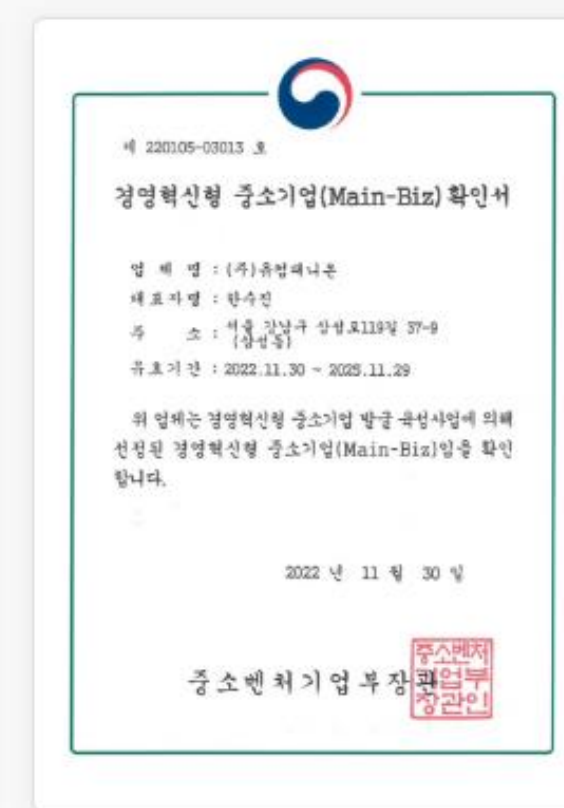 제 220105-03013 호
경영혁신형 중소기업(Main-Biz) 확인서
업 체 명 : (주)유컴패니온
대표자명 : 한수진
주 소 : 서울 강남구 삼성로119길 37-9
(삼성동)
유효기간 : 2022.11.30 ~ 2025.11.29
위 업체는 경영혁신형 중소기업 발굴 육성사업에 의해
선정된 경영혁신형 중소기업(Main-Biz)임을 확인
합니다.
2022 년 11 월 30 일
중소벤처기업부장관
중소벤처
기업부
장관인